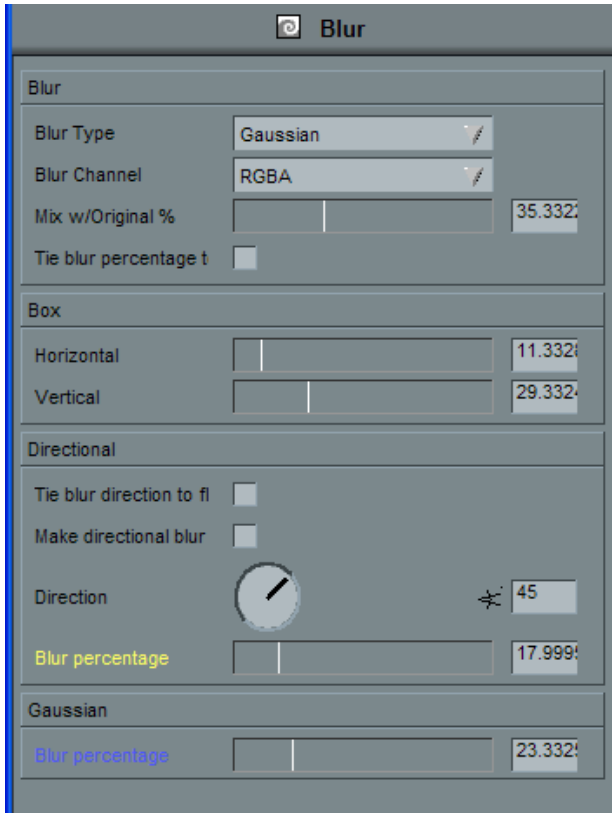 Blur
Blur
Blur Type Gaussian
Blur Channel RGBA
Mix w/Original % 35.3322
Tie blur percentage t
Box
Horizontal 11.3328
Vertical 29.3324
Directional
Tie blur direction to fl
Make directional blur
Direction 45
Blur percentage 17.9995
Gaussian
Blur percentage 23.3325